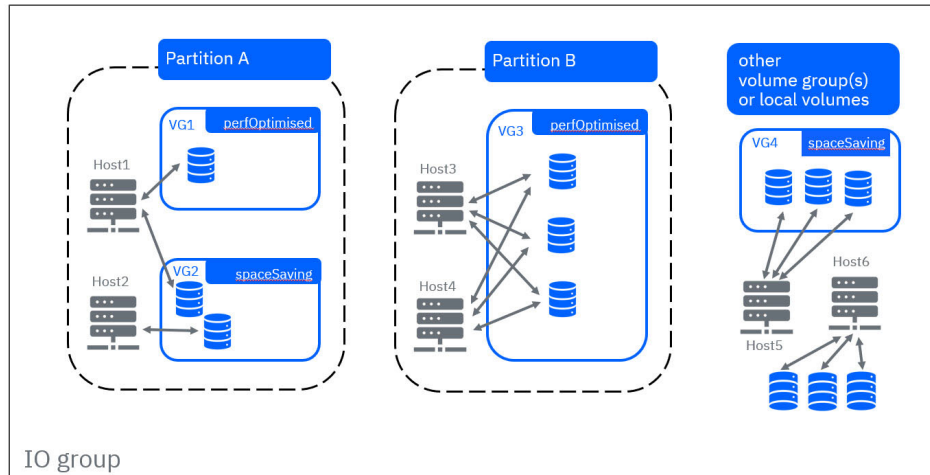 Partition A
VG1
perfOptimised
Host1
Host2
VG2
spaceSaving
Partition B
VG3
perfOptimised
Host3
Host4
other
volume group(s)
or local volumes
VG4
spaceSaving
Host6
Host5
IO group